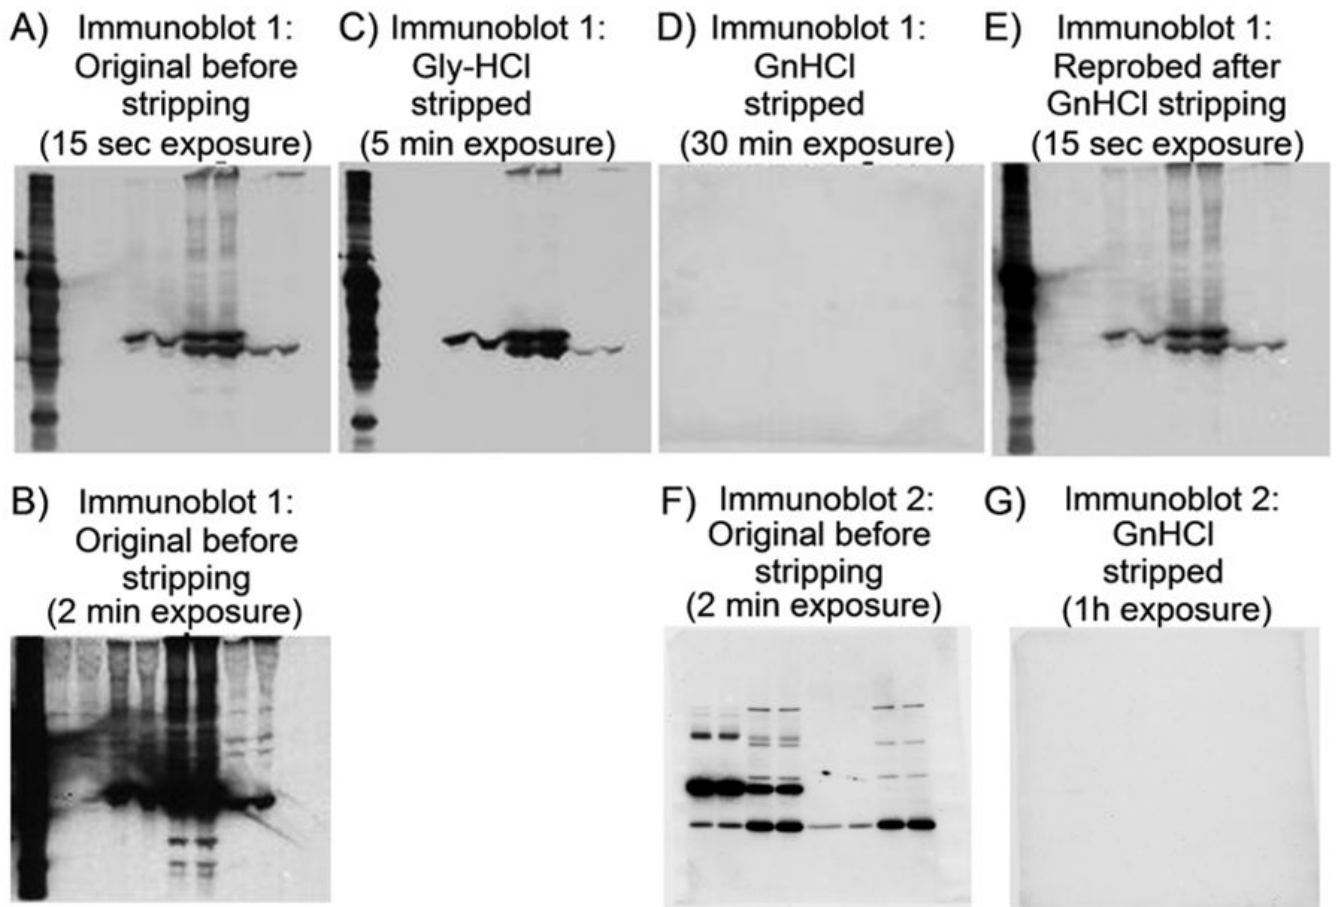 A) Immunoblot 1:
Original before
stripping
(15 sec exposure)
C) Immunoblot 1:
Gly-HCl
stripped
(5 min exposure)
D) Immunoblot 1:
GnHCl
stripped
(30 min exposure)
E) Immunoblot 1:
Reprobed after
GnHCl stripping
(15 sec exposure)
B) Immunoblot 1:
Original before
stripping
(2 min exposure)
F) Immunoblot 2:
Original before
stripping
(2 min exposure)
G) Immunoblot 2:
GnHCl
stripped
(1h exposure)